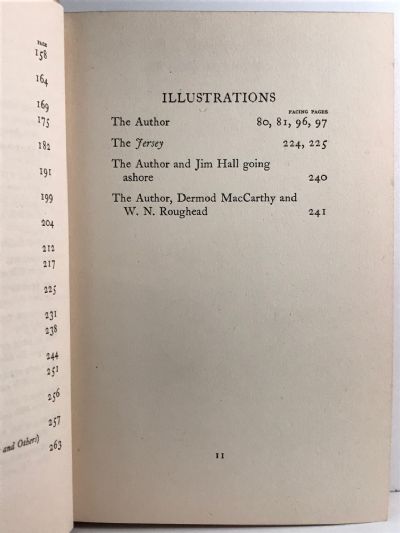 PAGE
158
164
169
175
182
191
199
204
212
217
225
231
238
244
251
256
257
and Others)
263
ILLUSTRATIONS
FACING PAGES
The Author 80, 81, 96, 97
The Jersey 224, 225
The Author and Jim Hall going
ashore 240
The Author, Dermod MacCarthy and
W. N. Roughead 241
11